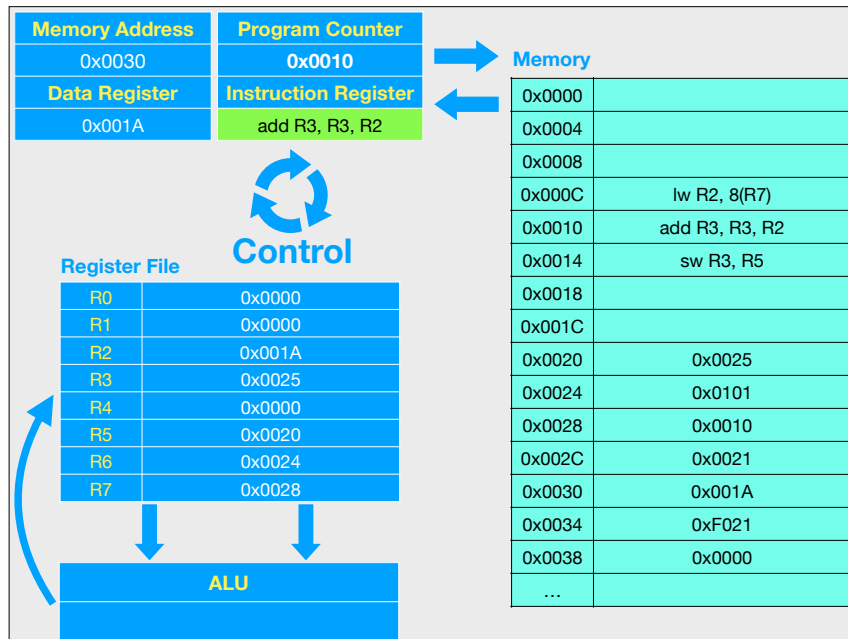 Memory Address Program Counter
0x0030 0x0010
Data Register Instruction Register
0x001A add R3, R3, R2
Control
Register File
R0 0x0000
R1 0x0000
R2 0x001A
R3 0x0025
R4 0x0000
R5 0x0020
R6 0x0024
R7 0x0028
ALU
Memory
0x0000
0x0004
0x0008
0x000C lw R2, 8(R7)
0x0010 add R3, R3, R2
0x0014 sw R3, R5
0x0018
0x001C
0x0020 0x0025
0x0024 0x0101
0x0028 0x0010
0x002C 0x0021
0x0030 0x001A
0x0034 0xF021
0x0038 0x0000
…